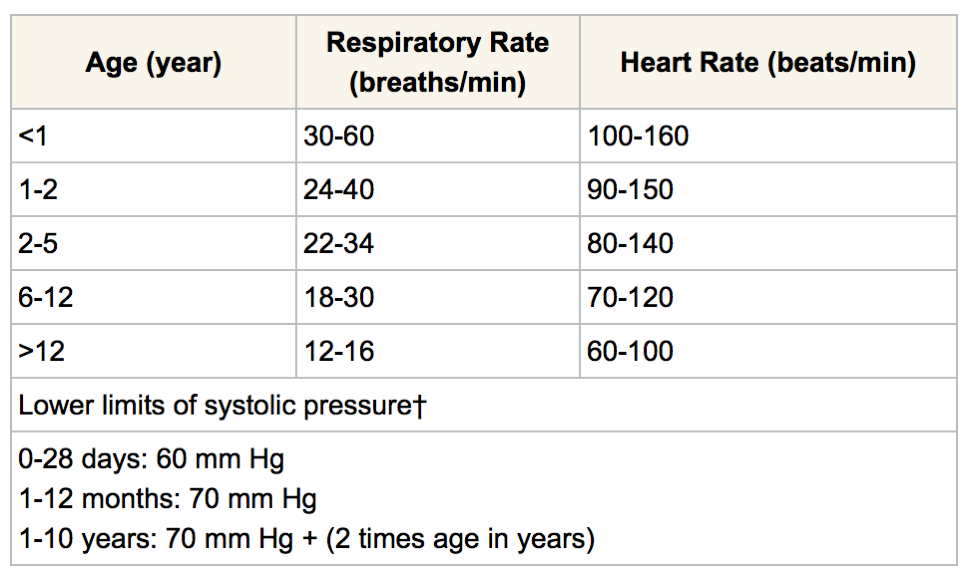 Age (year) Respiratory Rate (breaths/min) Heart Rate (beats/min)
<1 30-60 100-160
1-2 24-40 90-150
2-5 22-34 80-140
6-12 18-30 70-120
>12 12-16 60-100
Lower limits of systolic pressure†
0-28 days: 60 mm Hg
1-12 months: 70 mm Hg
1-10 years: 70 mm Hg + (2 times age in years)